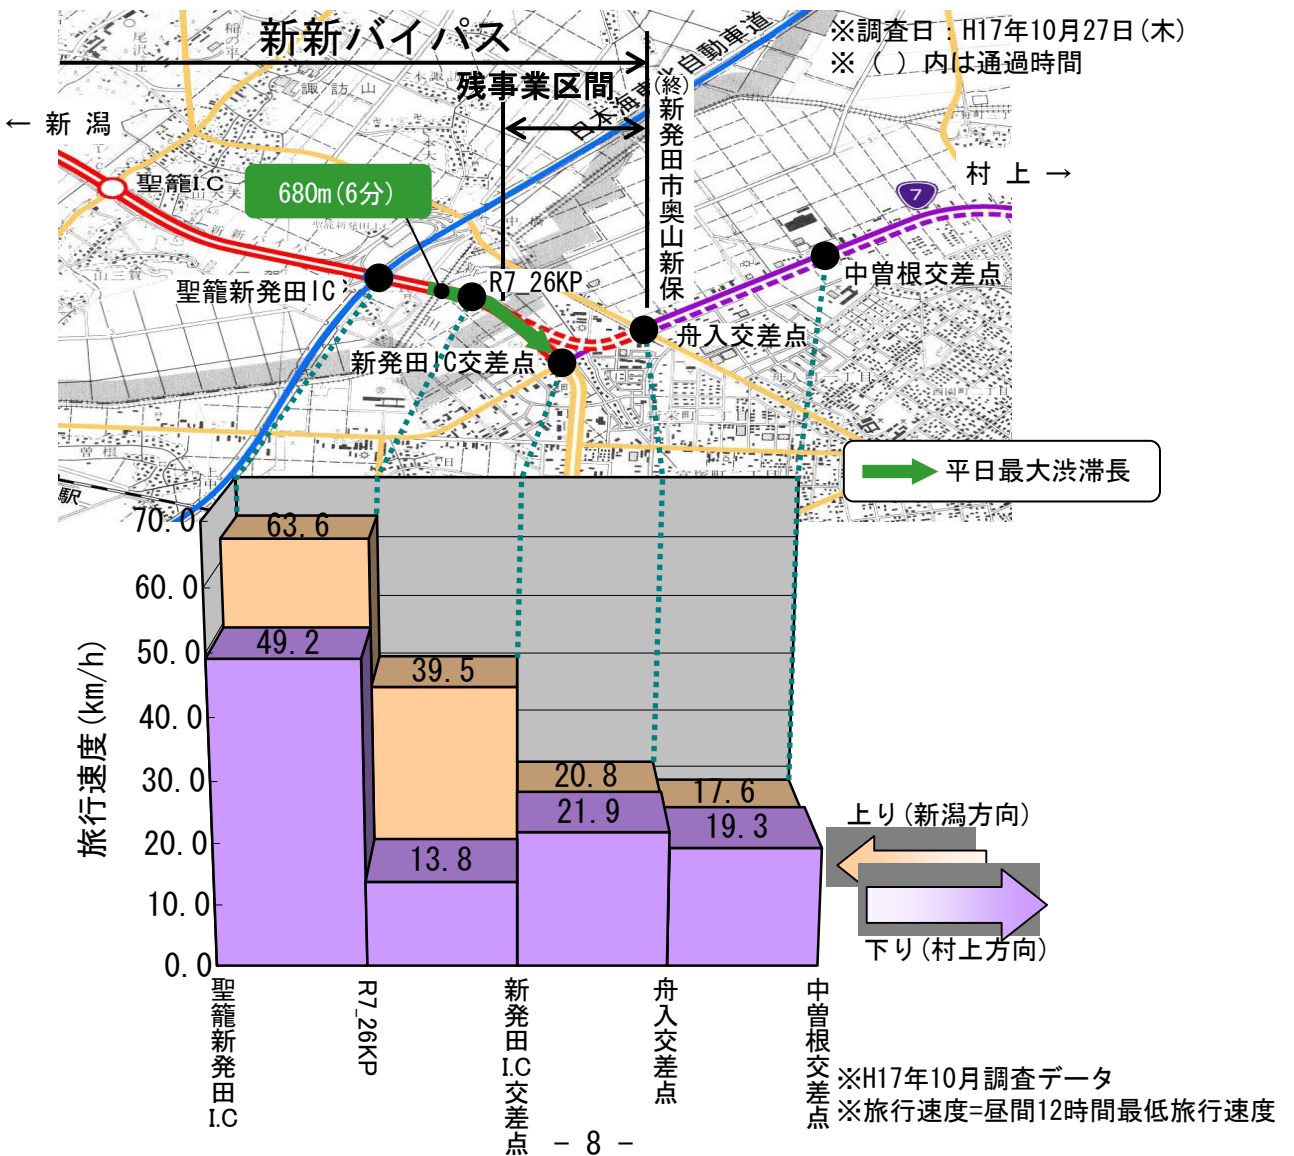 新新バイパス
※調査日：H17年10月27日(木)
※（ ）内は通過時間
残事業区間
日本海東北自動車道
(終)新発田市奥山新保
← 新 潟
村 上 →
聖籠I.C
680m(6分)
7
聖籠新発田IC
R7_26KP
中曽根交差点
舟入交差点
新発田IC交差点
平日最大渋滞長
駅
旅行速度(km/h)
70.0
60.0
50.0
40.0
30.0
20.0
10.0
0.0
63.6
49.2
39.5
13.8
20.8
21.9
17.6
19.3
上り(新潟方向)
下り(村上方向)
聖籠新発田I.C
R7_26KP
新発田I.C交差点
舟入交差点
中曽根交差点
※H17年10月調査データ
※旅行速度=昼間12時間最低旅行速度
- 8 -